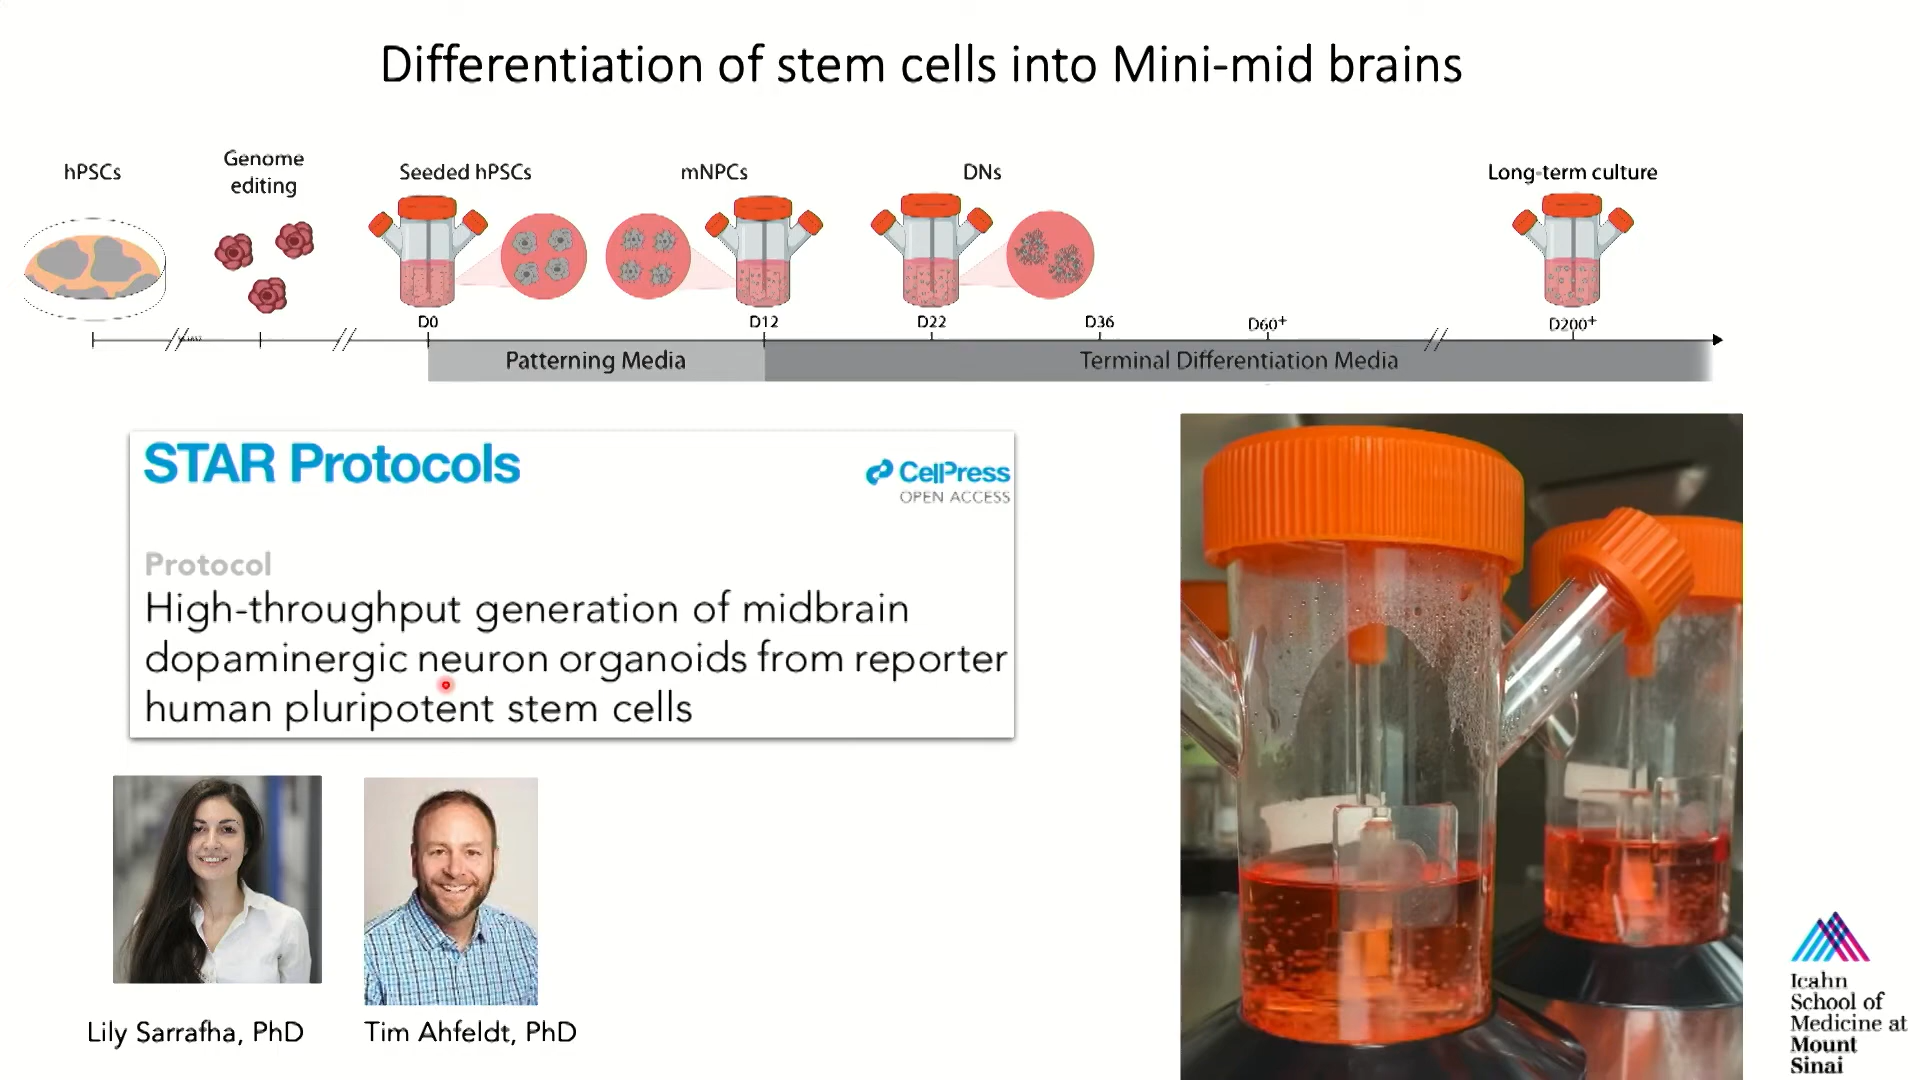 Differentiation of stem cells into Mini-mid brains
hPSCs
Genome
editing
Seeded hPSCs
mNPCs
DNs
Long-term culture
D0
D12
D22
D36
D60+
D200+
Patterning Media
Terminal Differentiation Media
STAR Protocols
CellPress
OPEN ACCESS
Protocol
High-throughput generation of midbrain
dopaminergic neuron organoids from reporter
human pluripotent stem cells
Lily Sarrafha, PhD
Tim Ahfeldt, PhD
Icahn
School of
Medicine at
Mount
Sinai